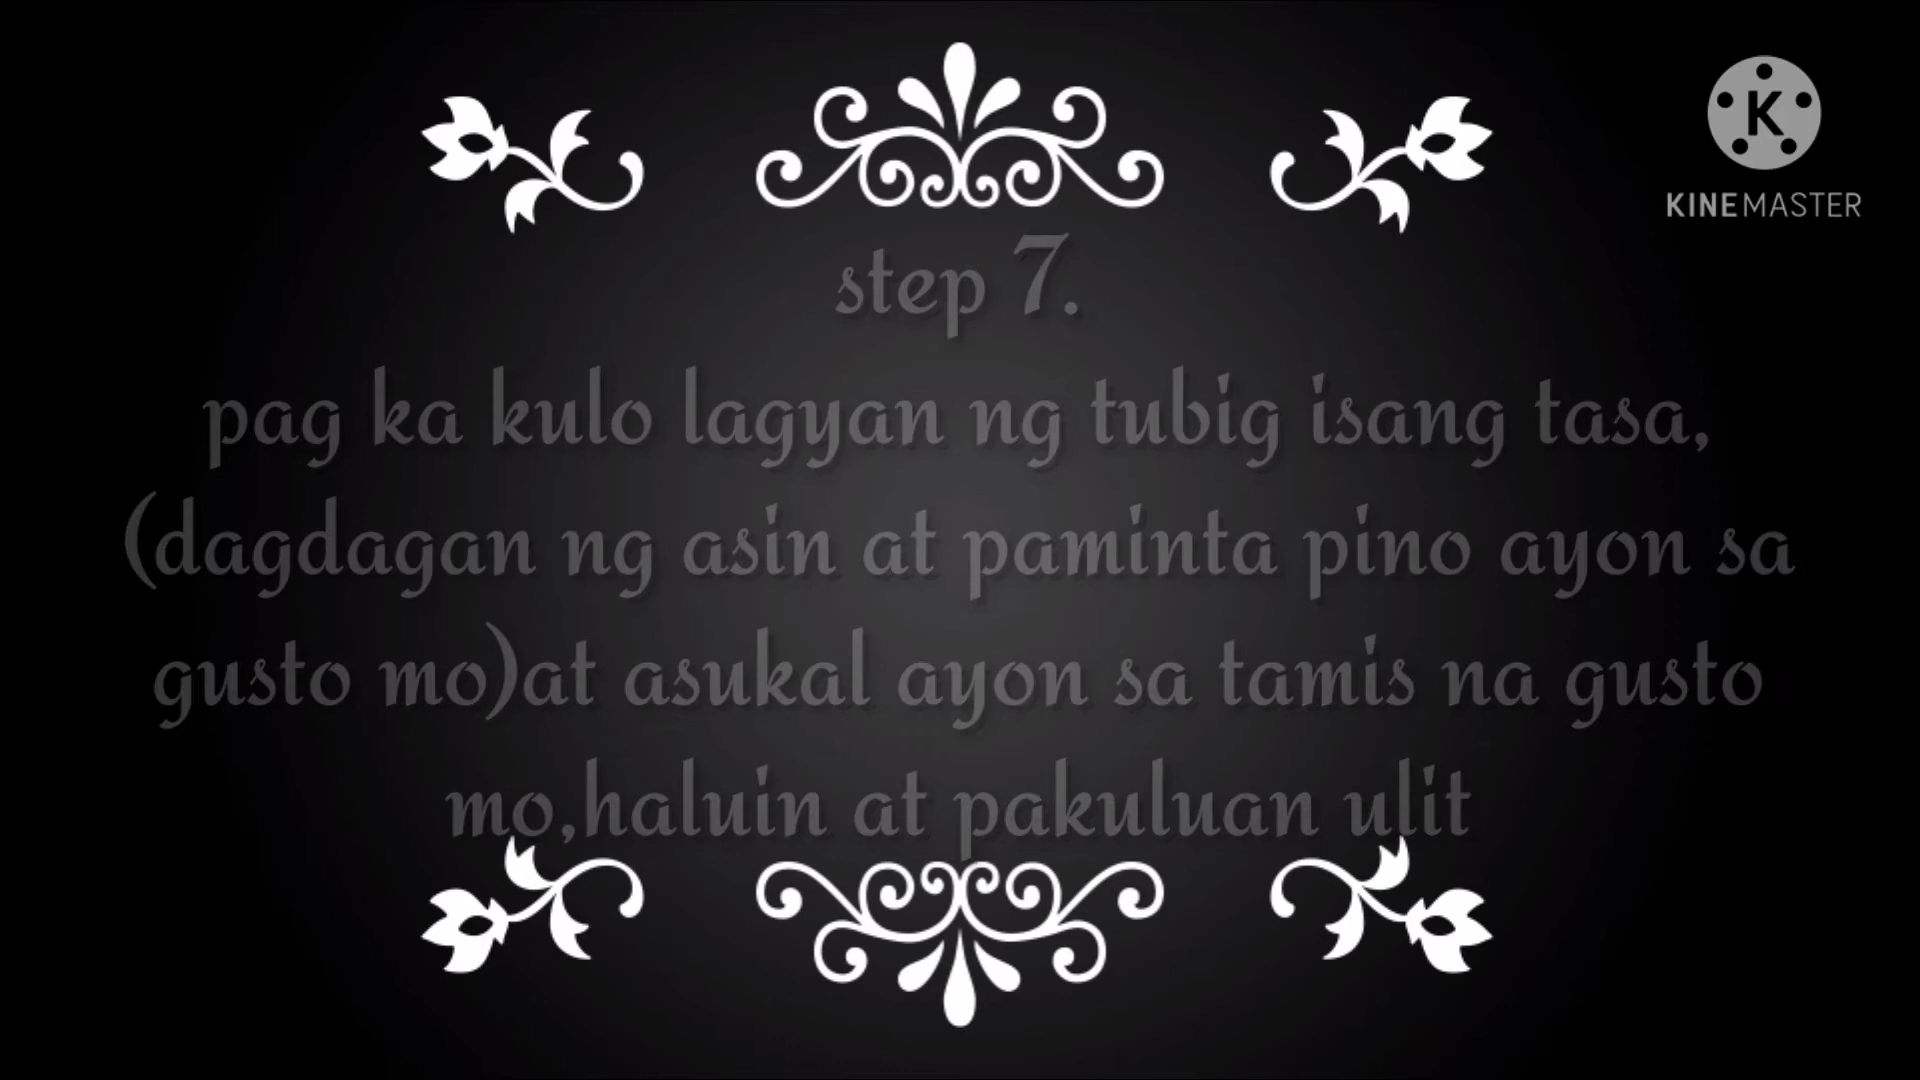 K
KINEMASTER
step 7.
pag ka kulo lagyan ng tubig isang tasa,
(dagdagan ng asin at paminta pino ayon sa
gusto mo)at asukal ayon sa tamis na gusto
mo,haluin at pakuluan ulit